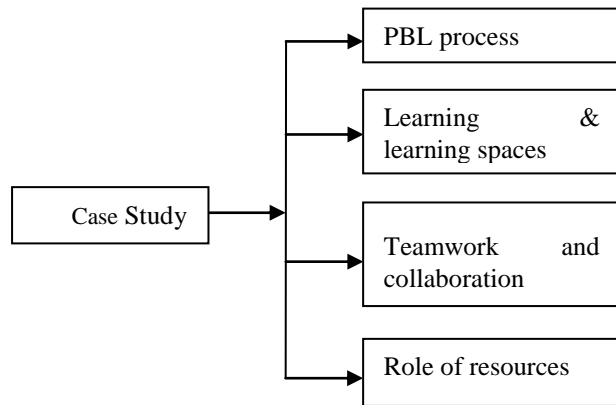 PBL process
Learning &
learning spaces
Case Study
Teamwork and
collaboration
Role of resources